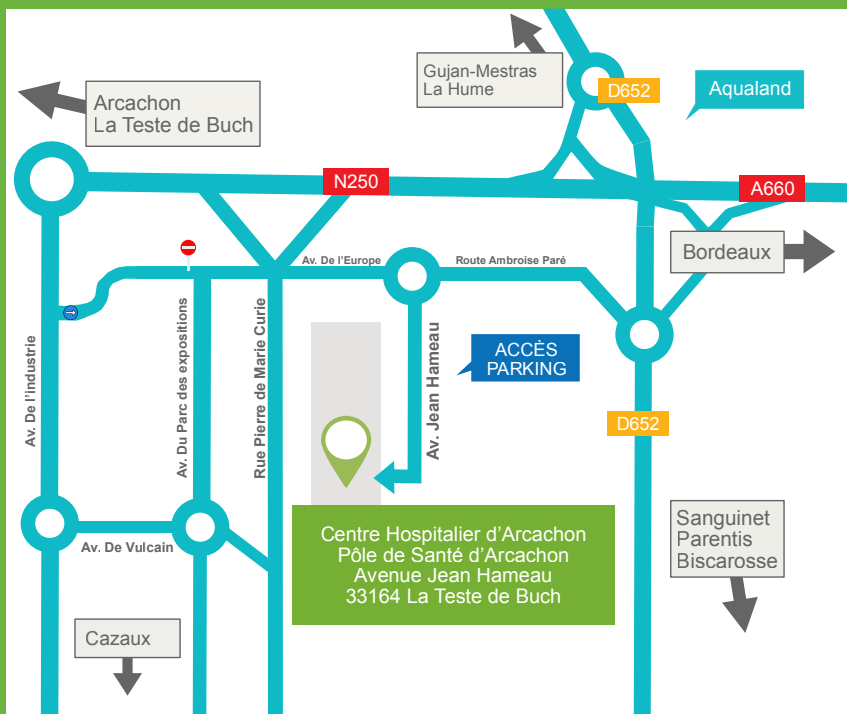 Gujan-Mestras
La Hume
D652
Aqualand
Arcachon
La Teste de Buch
N250
A660
Bordeaux
Av. De l'Europe
Route Ambroise Paré
Av. De l'industrie
Av. Du Parc des expositions
Rue Pierre de Marie Curie
Av. Jean Hameau
ACCÈS
PARKING
D652
Sanguinet
Parentis
Biscarosse
Centre Hospitalier d'Arcachon
Pôle de Santé d'Arcachon
Avenue Jean Hameau
33164 La Teste de Buch
Av. De Vulcain
Cazaux